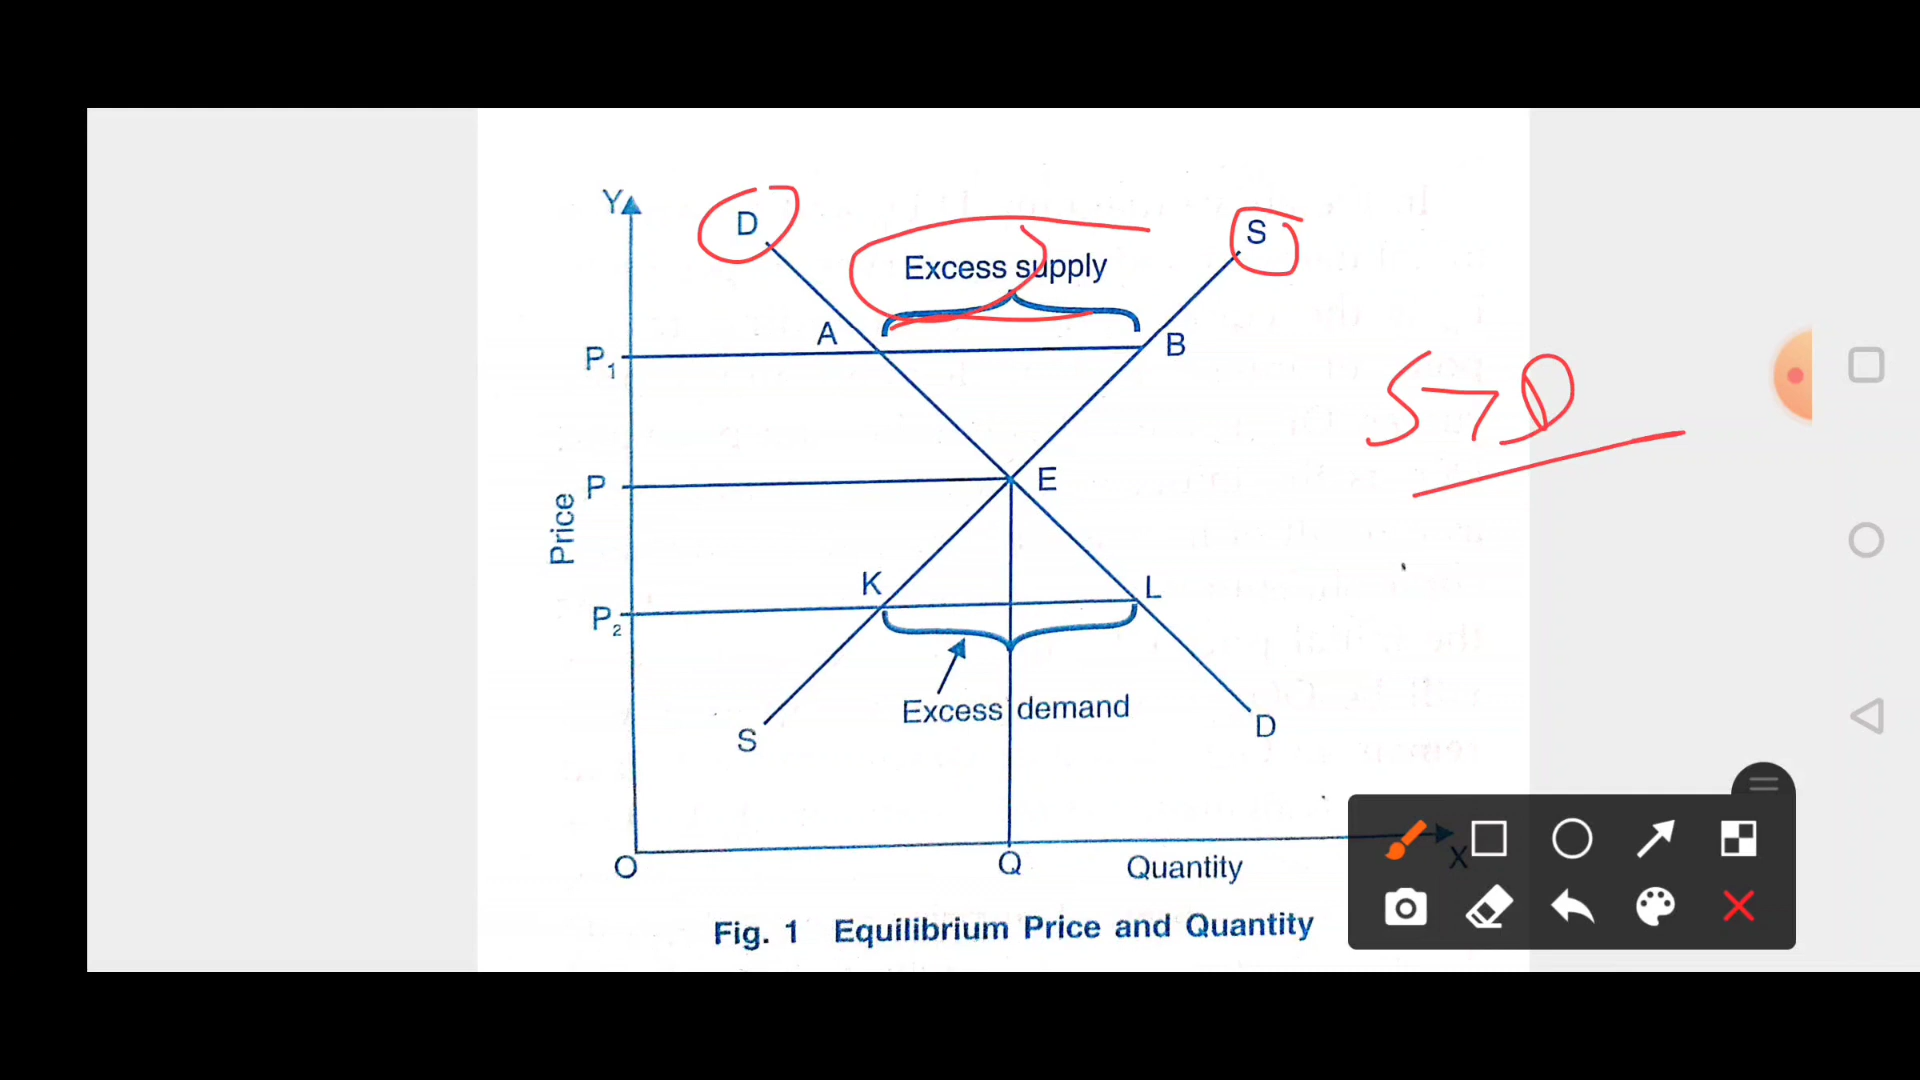 Y
D
S
Excess supply
A
B
P1
S>D
P
E
Price
K
L
P2
Excess demand
S
D
O
Q
Quantity
X
Fig. 1 Equilibrium Price and Quantity